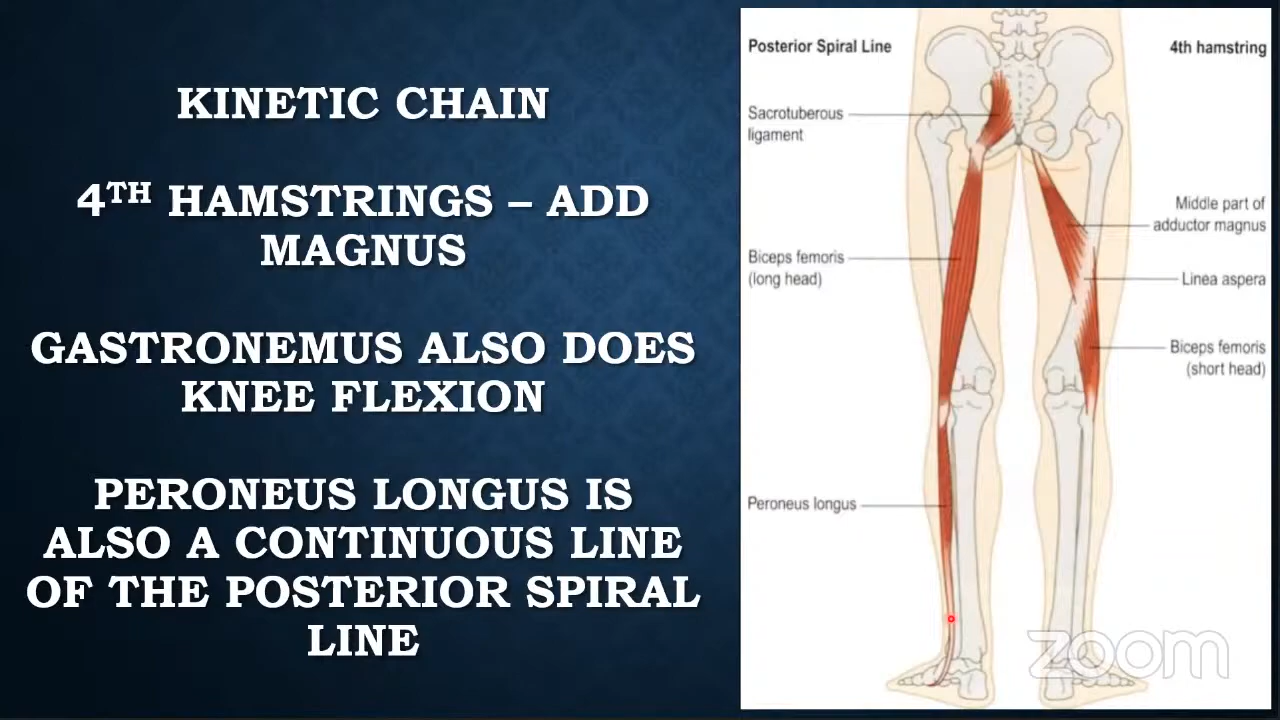 KINETIC CHAIN
4TH HAMSTRINGS – ADD
MAGNUS
GASTRONEMUS ALSO DOES
KNEE FLEXION
PERONEUS LONGUS IS
ALSO A CONTINUOUS LINE
OF THE POSTERIOR SPIRAL
LINE
Posterior Spiral Line
Sacrotuberous
ligament
Biceps femoris
(long head)
Peroneus longus
4th hamstring
Middle part of
adductor magnus
Linea aspera
Biceps femoris
(short head)
zoom